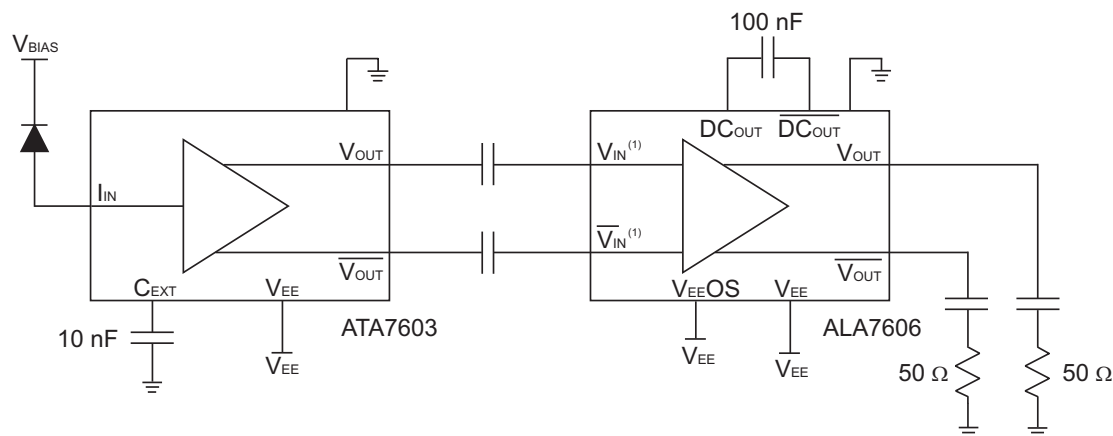 100 nF
VBIAS
DCOUT
DCOUT
VOUT
VIN(1)
VOUT
IIN
VIN(1)
VOUT
VOUT
CEXT
VEE
VEEOS
VEE
10 nF
ATA7603
ALA7606
VEE
VEE
VEE
50 Ω
50 Ω